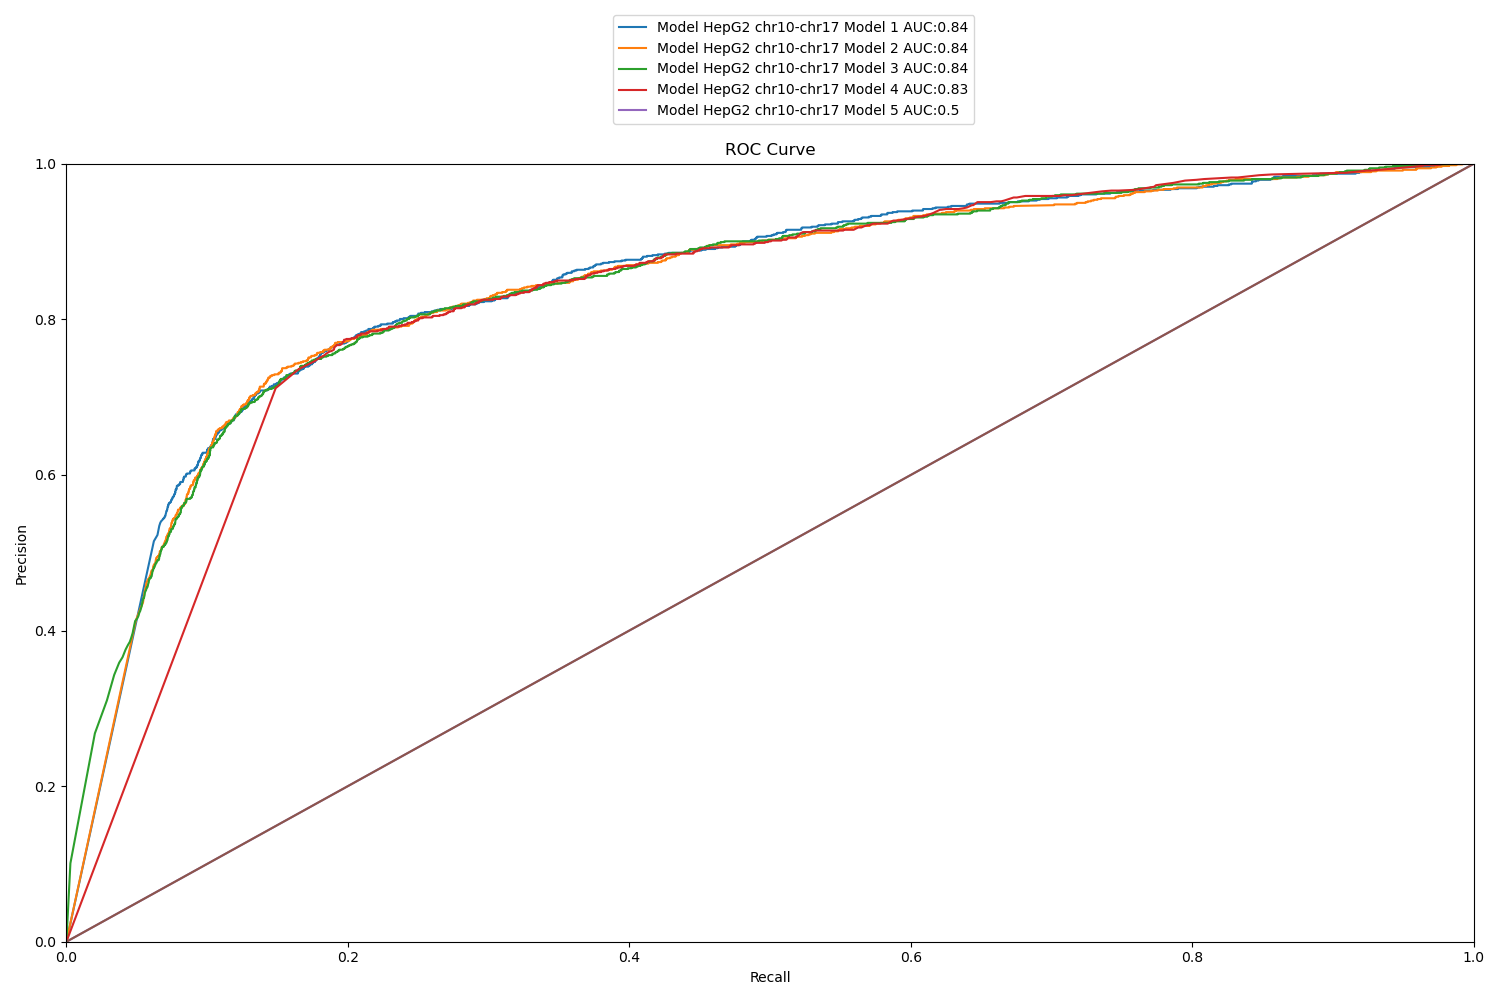 Model HepG2 chr10-chr17 Model 1 AUC:0.84
Model HepG2 chr10-chr17 Model 2 AUC:0.84
Model HepG2 chr10-chr17 Model 3 AUC:0.84
Model HepG2 chr10-chr17 Model 4 AUC:0.83
Model HepG2 chr10-chr17 Model 5 AUC:0.5
ROC Curve
1.0
0.8
0.6
0.4
0.2
0.0
Precision
0.0 0.2 0.4 0.6 0.8 1.0
Recall